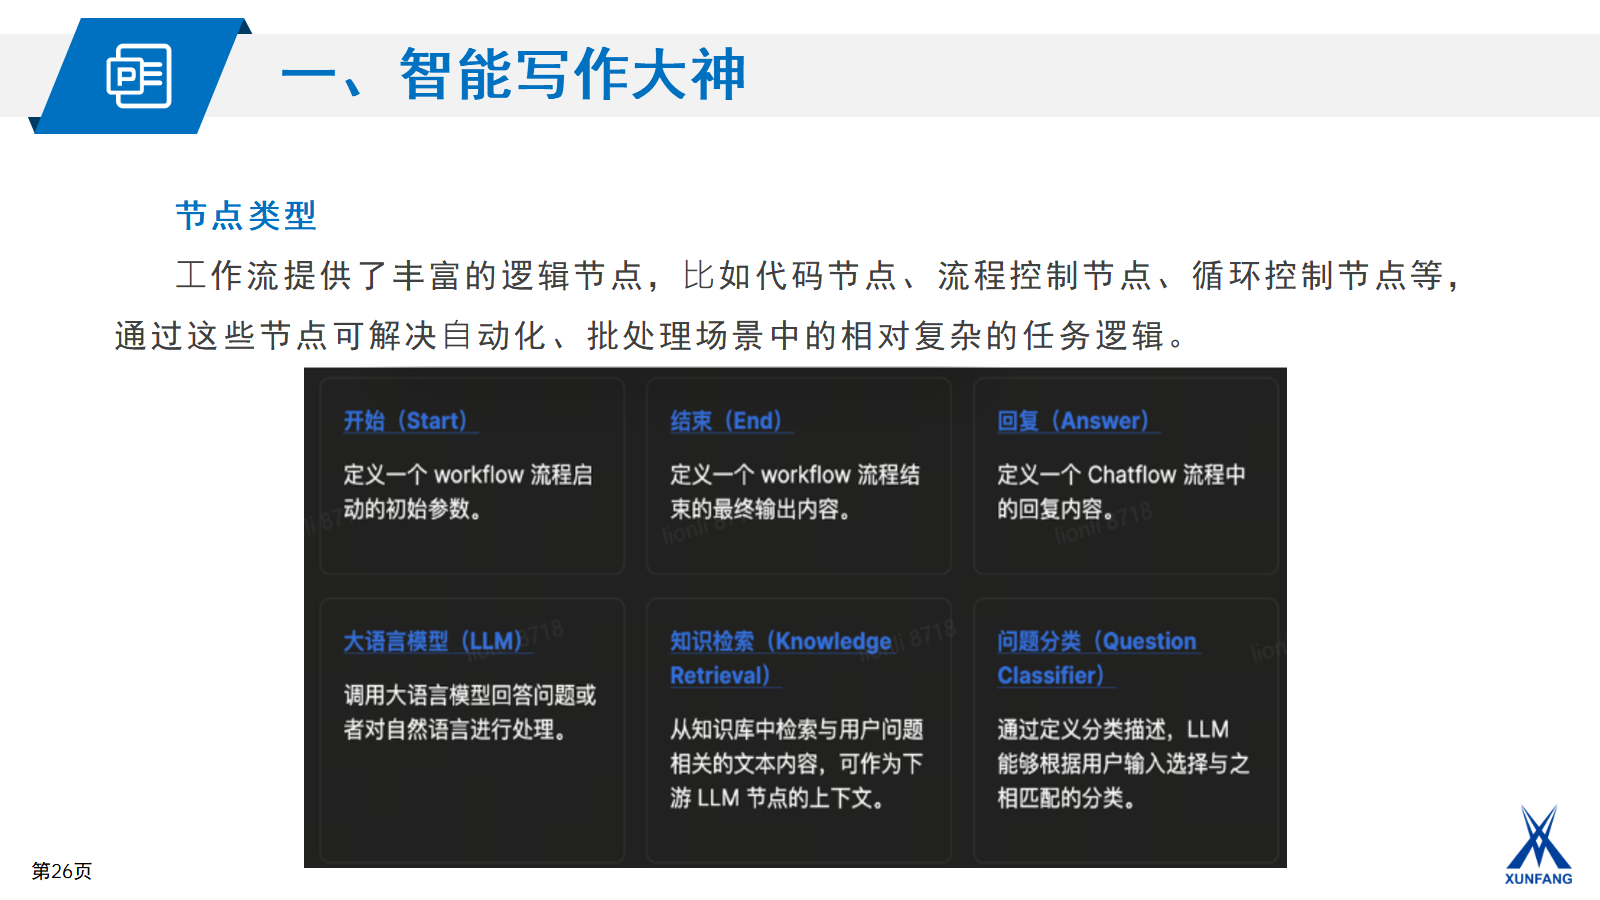 一、智能写作大神
节点类型
工作流提供了丰富的逻辑节点，比如代码节点、流程控制节点、循环控制节点等，
通过这些节点可解决自动化、批处理场景中的相对复杂的任务逻辑。
开始（Start）
定义一个 workflow 流程启
动的初始参数。
结束（End）
定义一个 workflow 流程结
束的最终输出内容。
回复（Answer）
定义一个 Chatflow 流程中
的回复内容。
li 8718
lionli 8718
lionli 8718
大语言模型（LLM）
调用大语言模型回答问题或
者对自然语言进行处理。
知识检索（Knowledge
Retrieval）
从知识库中检索与用户问题
相关的文本内容，可作为下
游 LLM 节点的上下文。
问题分类（Question
Classifier）
通过定义分类描述，LLM
能够根据用户输入选择与之
相匹配的分类。
lionli 8718
lionli 8718
lion
第26页
XUNFANG